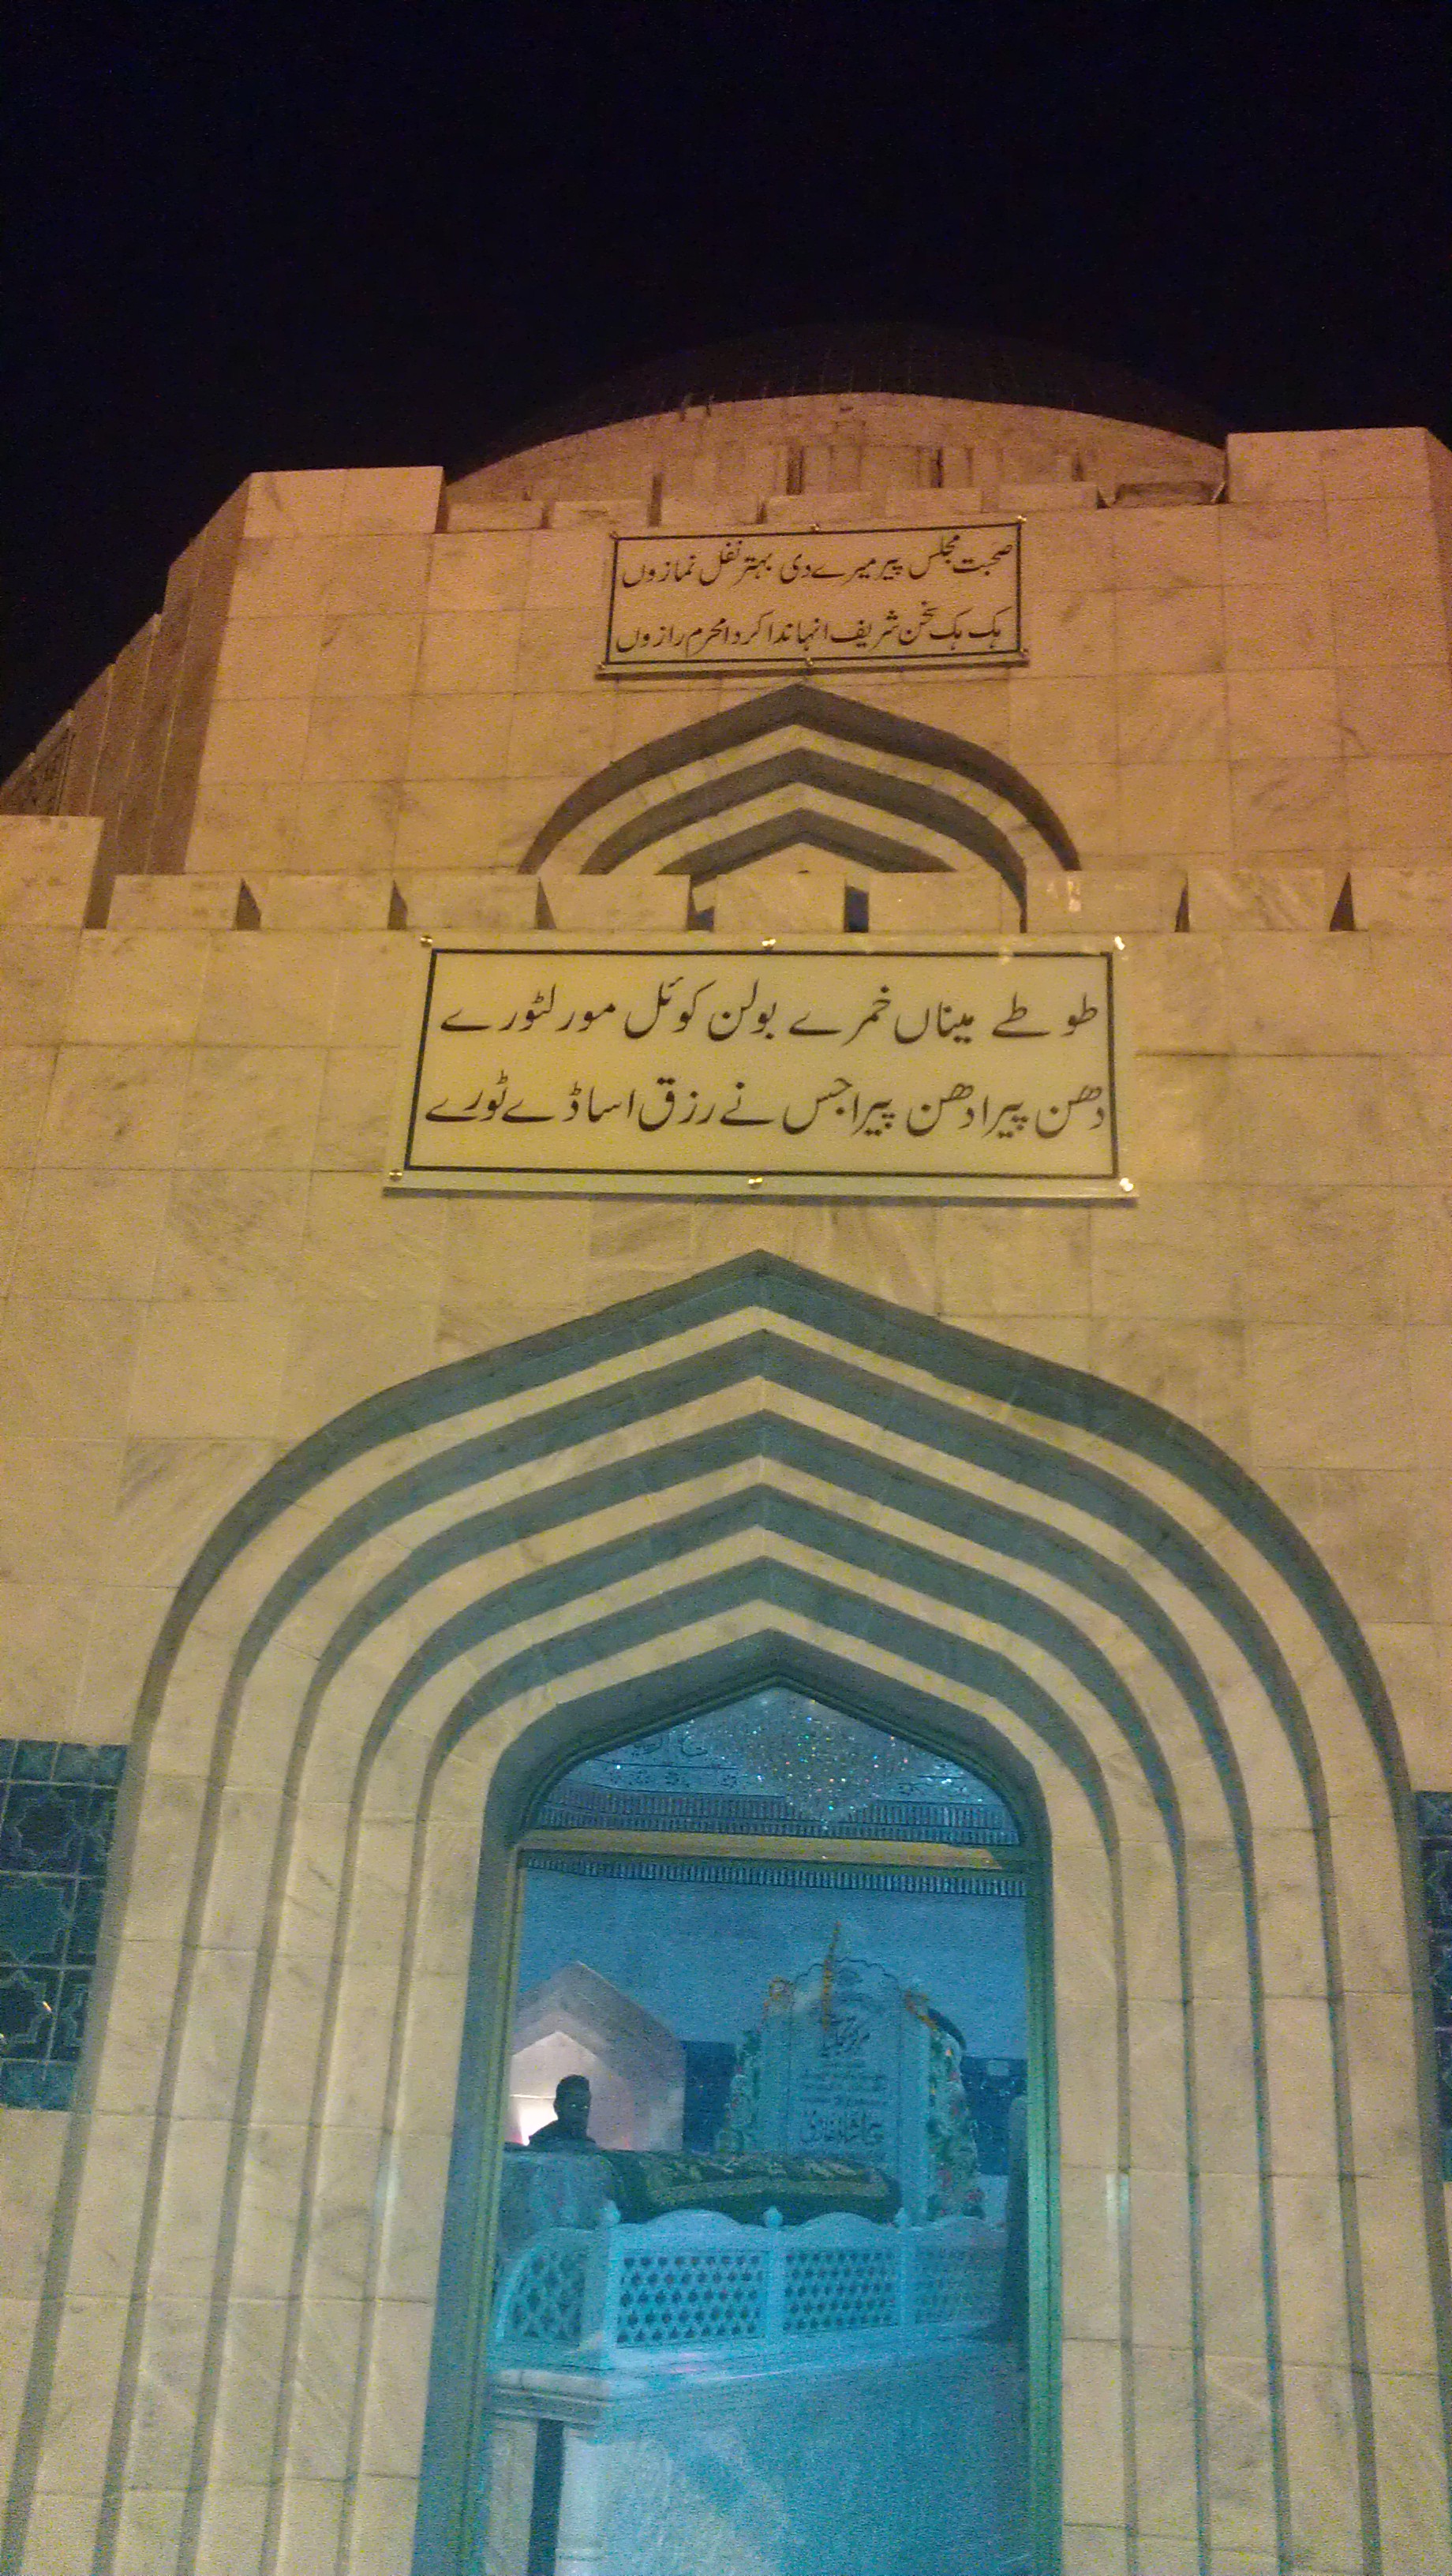 صحبت مجلس پیر میرے دی بہتر نفل نمازوں
ہک ہک سخن شریف انہاندا کردا محرم رازوں
طوطے میناں خمرے بولن کوئل مور لٹورے
دھن پیرا دھن پیرا جس نے رزق اساڈے ٹورے